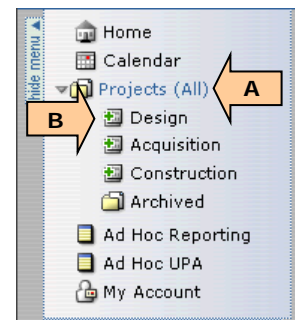 hide menu
Home
Calendar
Projects (All)
A
B
Design
Acquisition
Construction
Archived
Ad Hoc Reporting
Ad Hoc UPA
My Account